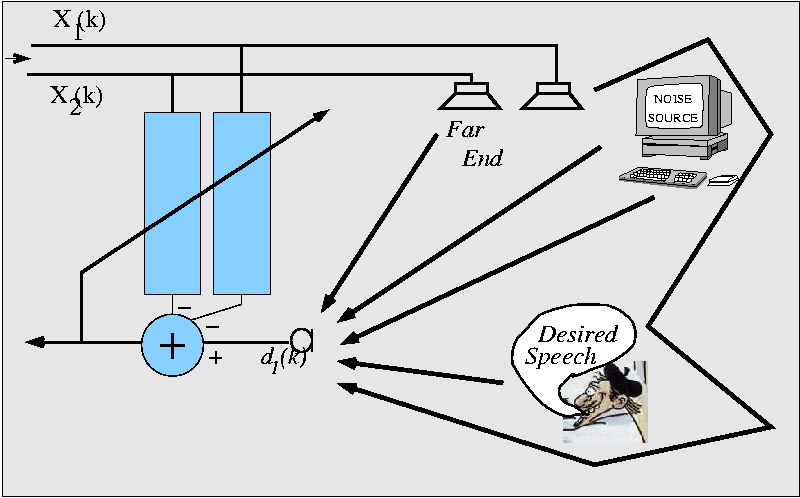 X1(k)
X2(k)
Far
End
NOISE
SOURCE
Desired
Speech
−
−
+
+
d1(k)